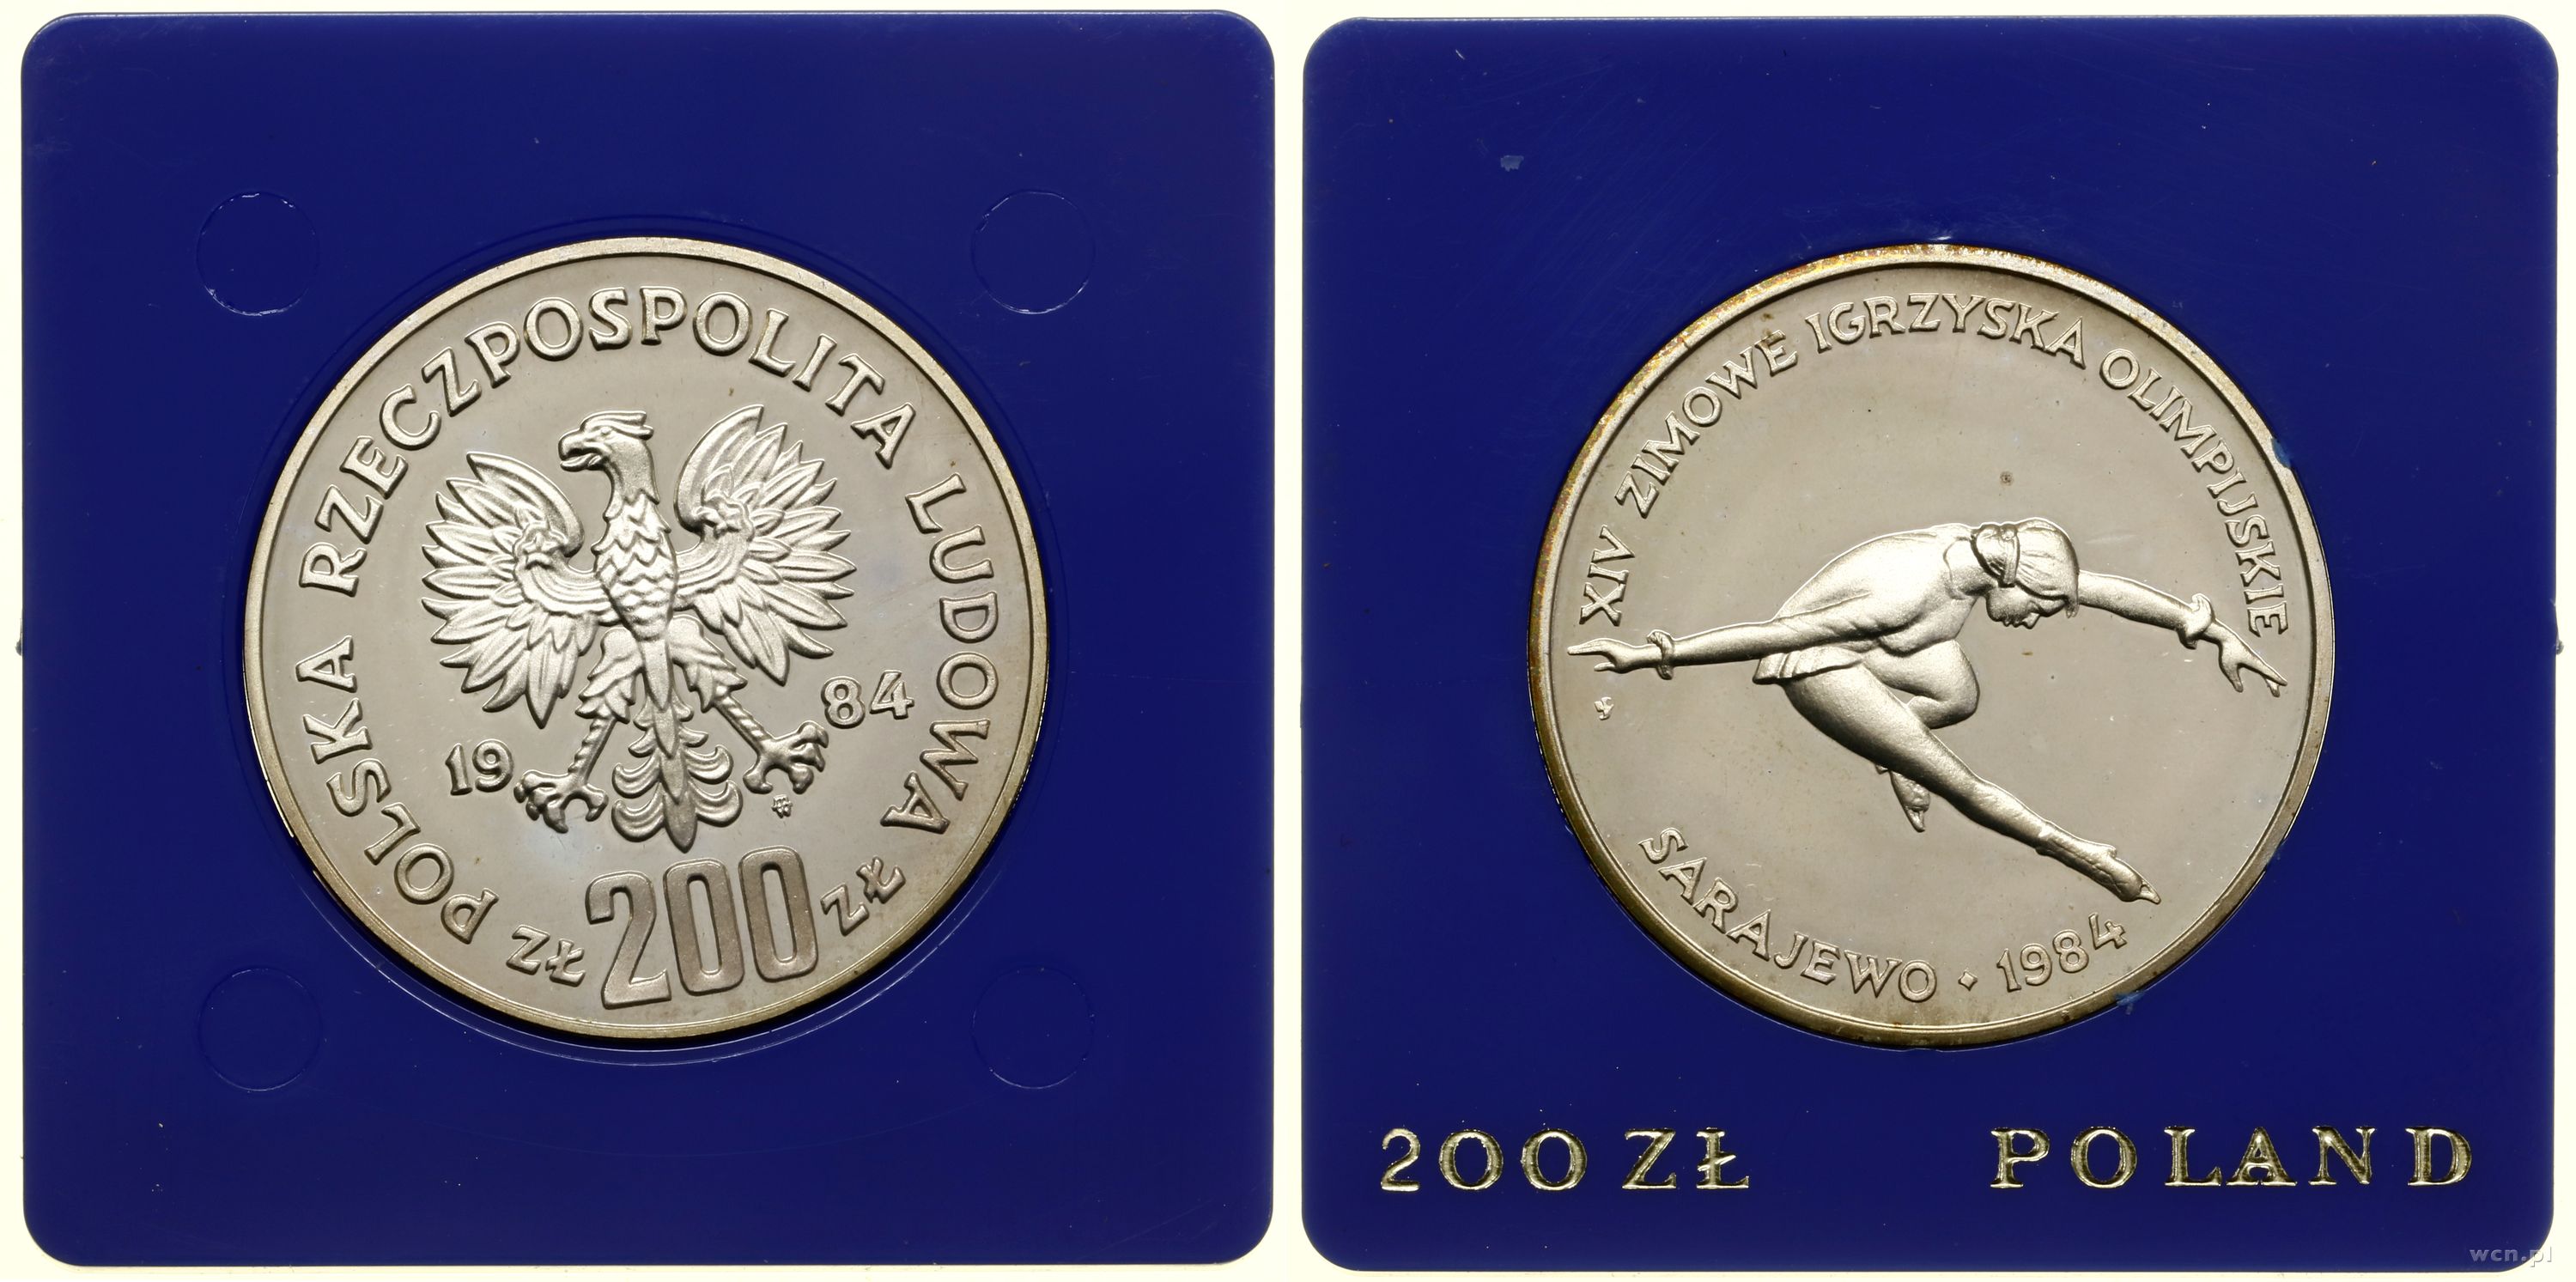 POLSKA RZECZPOSPOLITA LUDOWA
19 84
MW
ZŁ 200 ZŁ
XIV ZIMOWE IGRZYSKA OLIMPIJSKIE
SARAJEWO • 1984
200 ZŁ POLAND
wcn.pl